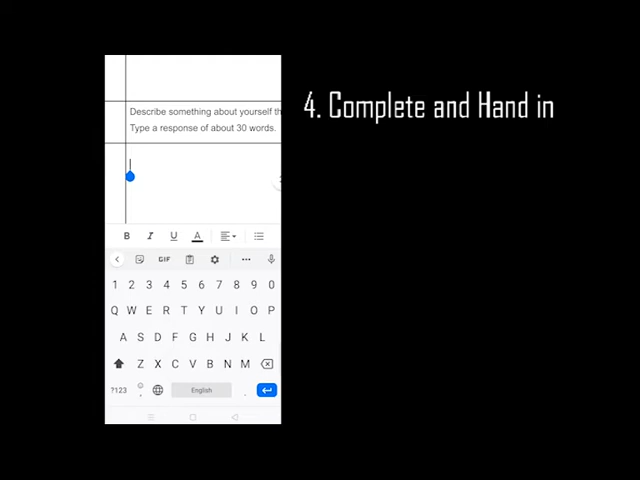 4. Complete and Hand in
Describe something about yourself th
Type a response of about 30 words.
B I U A
GIF
1 2 3 4 5 6 7 8 9 0
Q W E R T Y U I O P
A S D F G H J K L
Z X C V B N M
?123 , English .